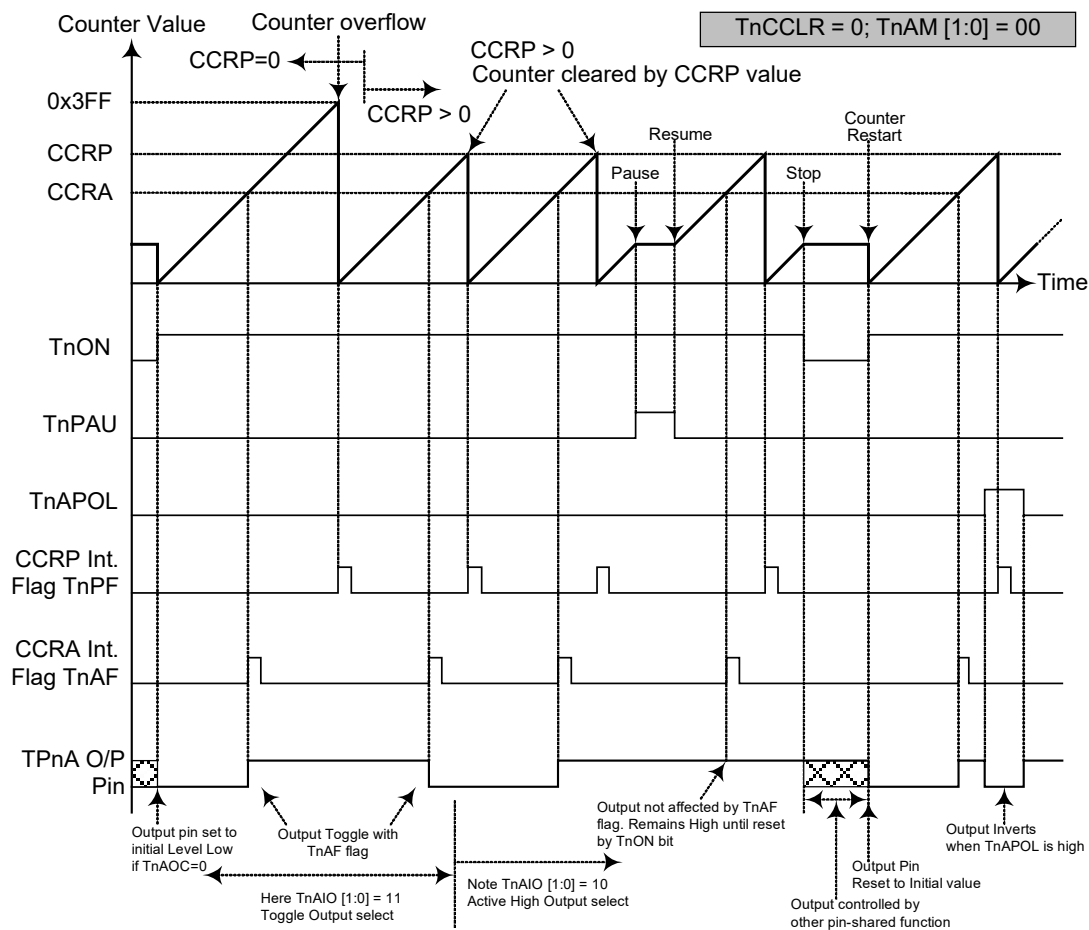 Counter Value
Counter overflow
TnCCLR = 0; TnAM [1:0] = 00
CCRP=0
CCRP > 0
CCRP > 0
Counter cleared by CCRP value
0x3FF
CCRP
CCRA
Pause
Resume
Stop
Counter
Restart
Time
TnON
TnPAU
TnAPOL
CCRP Int.
Flag TnPF
CCRA Int.
Flag TnAF
TPnA O/P
Pin
Output pin set to
initial Level Low
if TnAOC=0
Output Toggle with
TnAF flag
Here TnAIO [1:0] = 11
Toggle Output select
Note TnAIO [1:0] = 10
Active High Output select
Output not affected by TnAF
flag. Remains High until reset
by TnON bit
Output Pin
Reset to Initial value
Output controlled by
other pin-shared function
Output Inverts
when TnAPOL is high